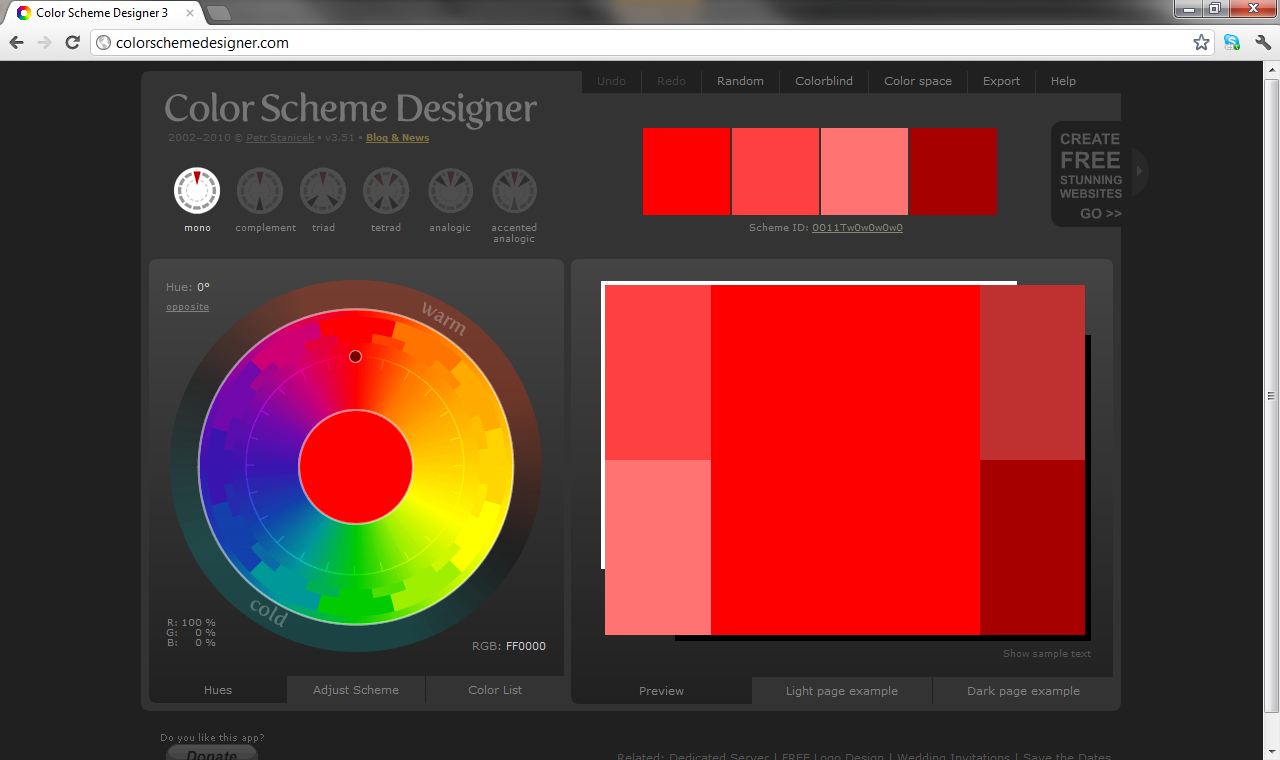 Color Scheme Designer 3
colorschemedesigner.com
Undo Redo Random Colorblind Color space Export Help
Color Scheme Designer
2002–2010 © Petr Stanicek • v3.51 • Blog & News
mono complement triad tetrad analogic accented analogic
Scheme ID: 0011Tw0w0w0w0
CREATE
FREE
STUNNING
WEBSITES
GO >>
Hue: 0°
opposite
warm
cold
R: 100 %
G: 0 %
B: 0 %
RGB: FF0000
Hues Adjust Scheme Color List
Show sample text
Preview Light page example Dark page example
Do you like this app?
Donate
Related: Dedicated Server | FREE Logo Design | Wedding Invitations | Save the Dates